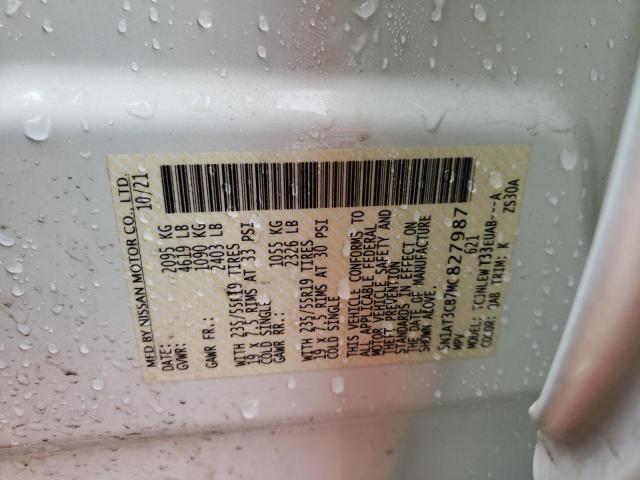 MFD BY NISSAN MOTOR CO., LTD.
DATE: 10/21
GVWR: 2095 KG
4618 LB
GAWR FR: 1090 KG
2403 LB
WITH 235/55R19 TIRES
19 X 7.5J RIMS AT 33 PSI
COLD SINGLE
GAWR RR: 1055 KG
2326 LB
WITH 235/55R19 TIRES
19 X RIMS AT 30 PSI
COLD SINGLE
THIS VEHICLE CONFORMS TO
ALL APPLICABLE FEDERAL
MOTOR VEHICLE SAFETY AND
THEFT PREVENTION
STANDARDS IN EFFECT ON
THE DATE OF MANUFACTURE
SHOWN ABOVE.
5N1AT3CB7MC827987
MPV 621
MODEL: TCJNLEW T33EUAB---A
COLOR: QAB TRIM: K ZS30A